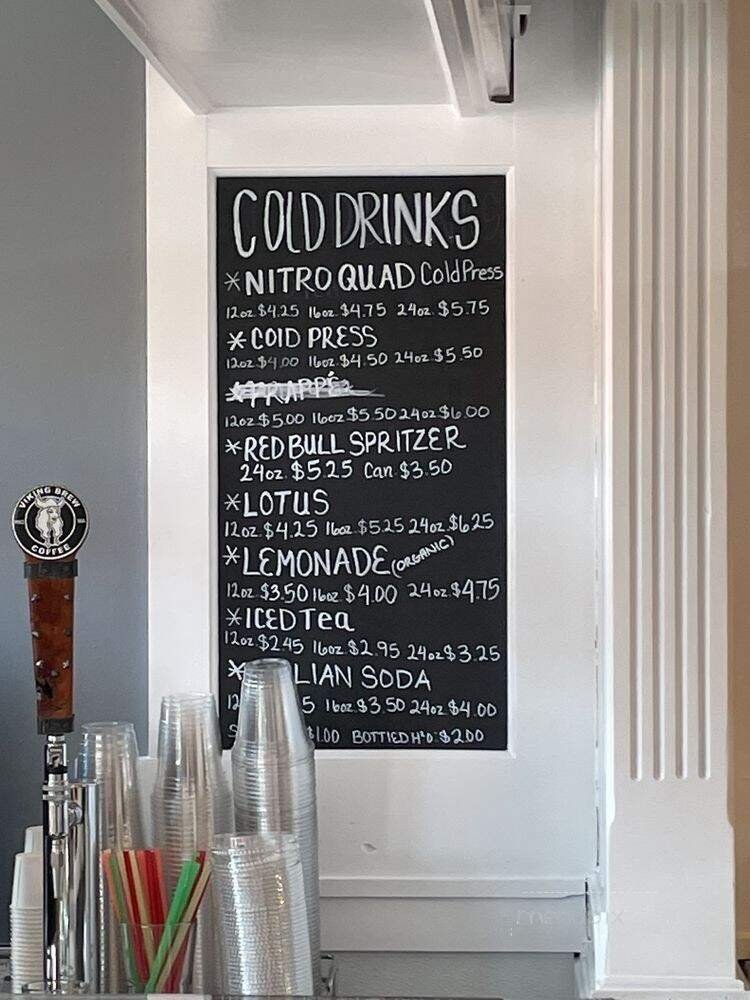 COLD DRINKS
*NITRO QUAD Cold Press
12oz. $4.25 16oz. $4.75 24oz. $5.75
*COLD PRESS
12oz. $4.00 16oz. $4.50 24oz. $5.50
*FRAPPÉ
12oz $5.00 16oz $5.50 24oz $6.00
*RED BULL SPRITZER
24oz. $5.25 Can $3.50
*LOTUS
12oz. $4.25 16oz. $5.25 24oz. $6.25
*LEMONADE (ORGANIC)
12oz. $3.50 16oz. $4.00 24oz. $4.75
*ICED Tea
12oz. $2.45 16oz. $2.95 24oz. $3.25
* LIAN SODA
12 5 16oz. $3.50 24oz. $4.00
S $1.00 BOTTLED H²O: $2.00
VIKING BREW
COFFEE